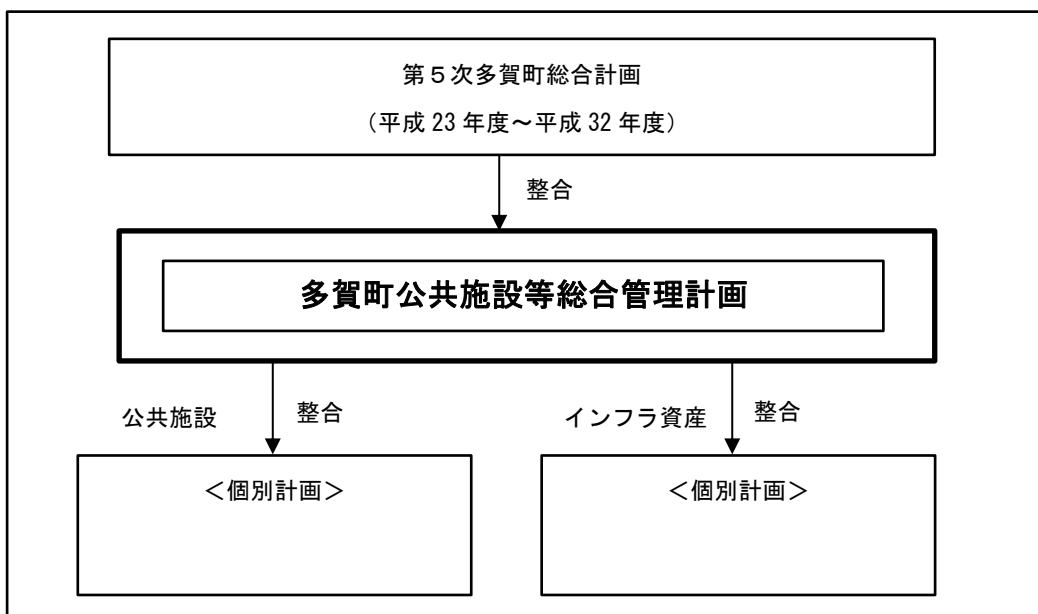 第５次多賀町総合計画
（平成 23 年度～平成 32 年度）
整合
多賀町公共施設等総合管理計画
公共施設
整合
インフラ資産
整合
＜個別計画＞
＜個別計画＞